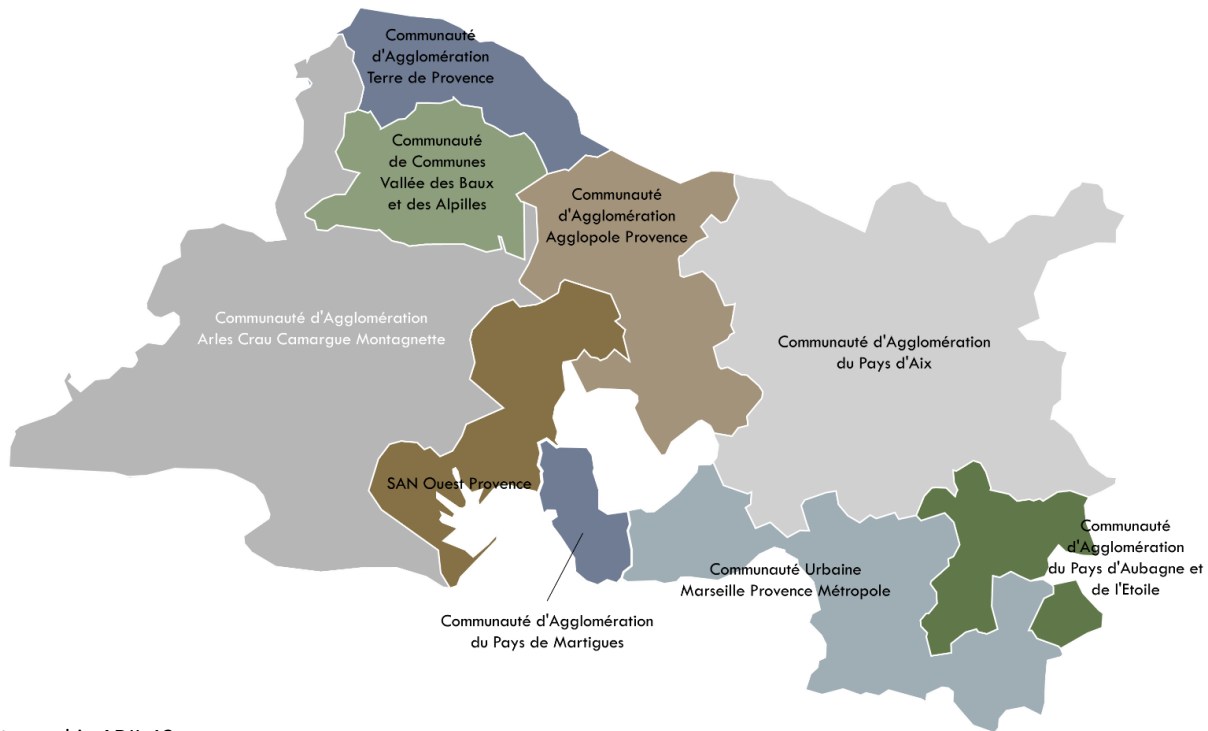 Communauté
d'Agglomération
Terre de Provence
Communauté
de Communes
Vallée des Baux
et des Alpilles
Communauté
d'Agglomération
Agglopole Provence
Communauté d'Agglomération
Arles Crau Camargue Montagnette
Communauté d'Agglomération
du Pays d'Aix
SAN Ouest Provence
Communauté
d'Agglomération
du Pays d'Aubagne et
de l'Etoile
Communauté Urbaine
Marseille Provence Métropole
Communauté d'Agglomération
du Pays de Martigues